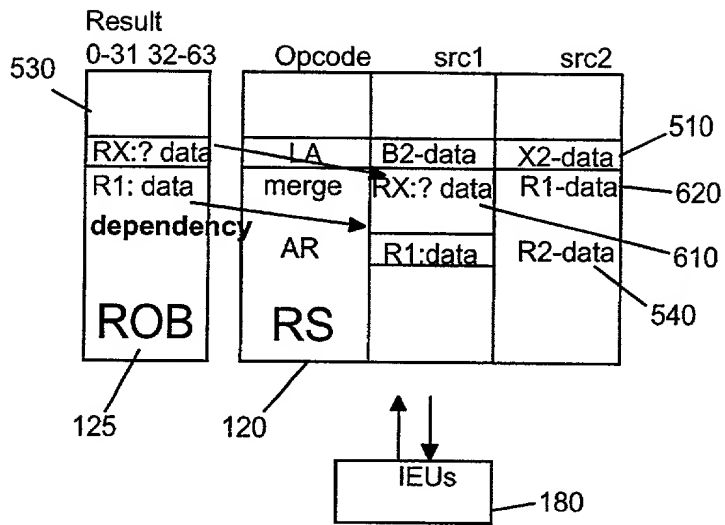 Result
0-31 32-63
Opcode src1 src2
530
RX:? data LA B2-data X2-data 510
R1: data merge RX:? data R1-data 620
dependency
AR R1:data R2-data 610
540
ROB RS
125 120
IEUs
180